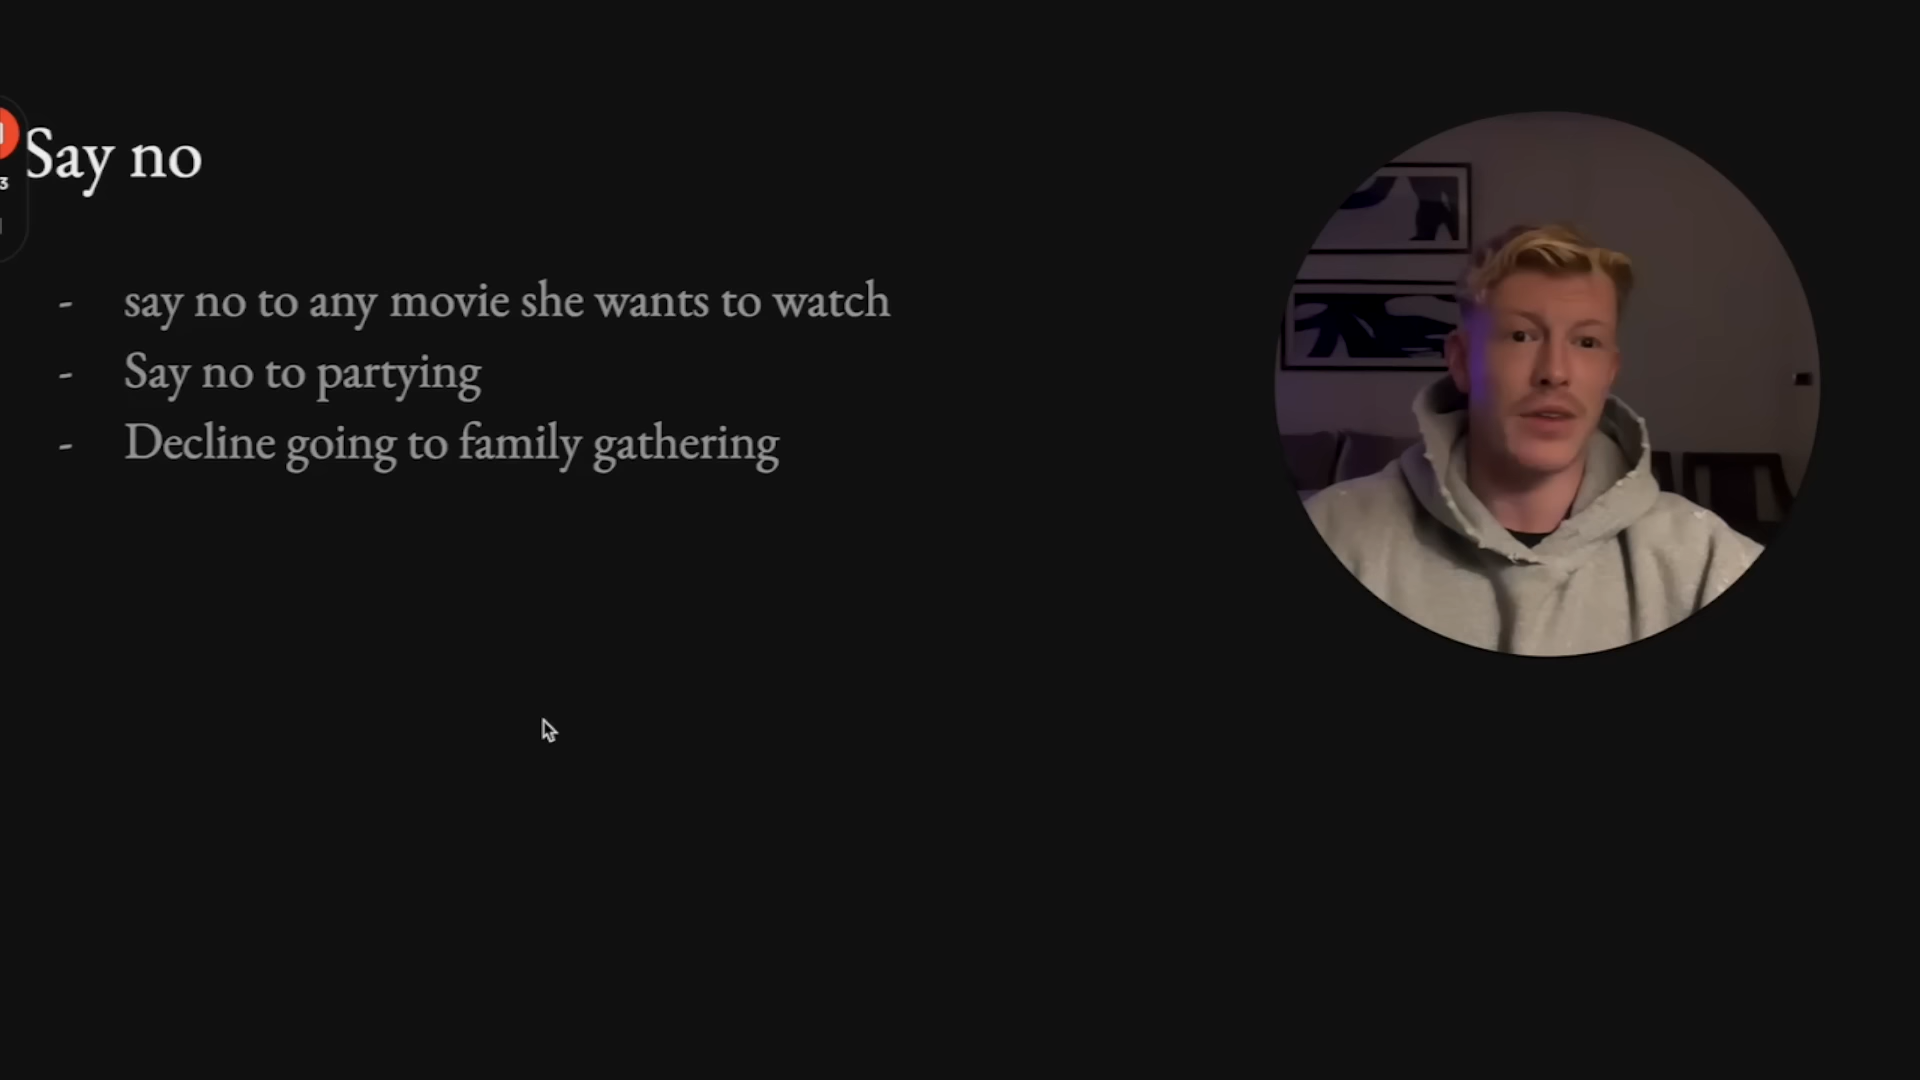 Say no
3
- say no to any movie she wants to watch
- Say no to partying
- Decline going to family gathering